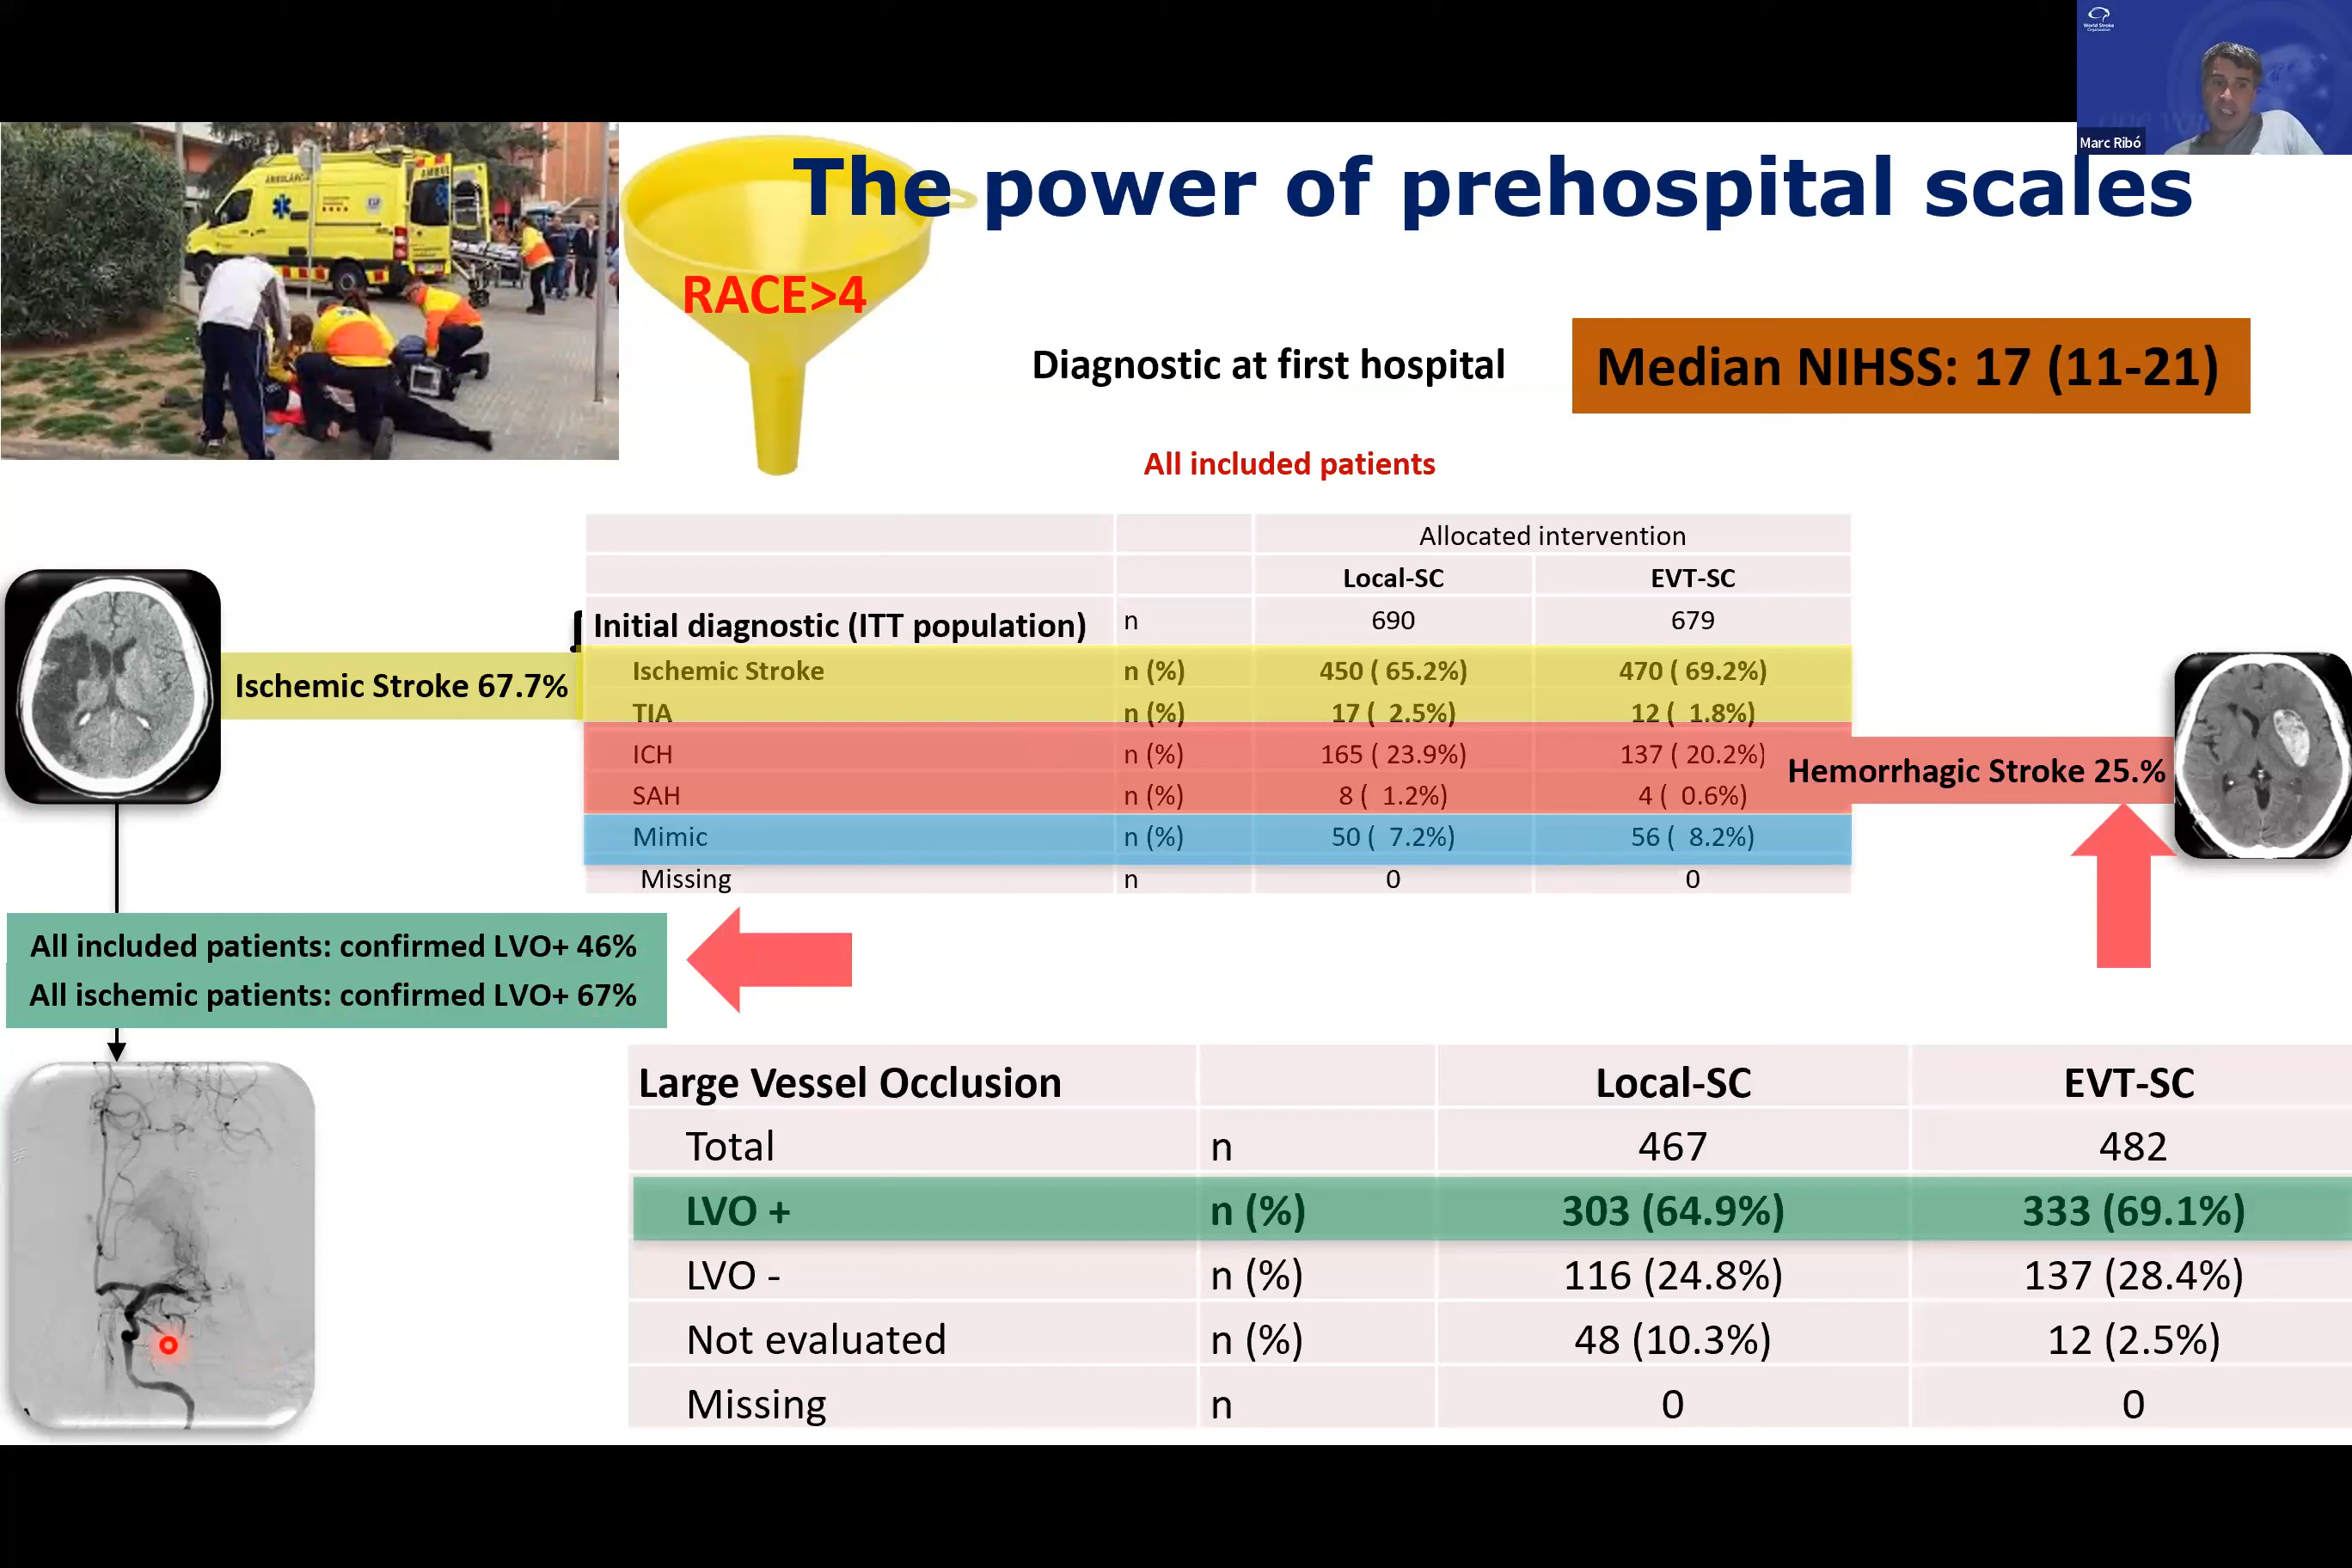 World Stroke
Organization
Marc Ribó
The power of prehospital scales
RACE>4
Diagnostic at first hospital
Median NIHSS: 17 (11-21)
All included patients
Allocated intervention
Local-SC EVT-SC
Initial diagnostic (ITT population) n 690 679
Ischemic Stroke n (%) 450 ( 65.2%) 470 ( 69.2%)
TIA n (%) 17 ( 2.5%) 12 ( 1.8%)
ICH n (%) 165 ( 23.9%) 137 ( 20.2%)
SAH n (%) 8 ( 1.2%) 4 ( 0.6%)
Mimic n (%) 50 ( 7.2%) 56 ( 8.2%)
Missing n 0 0
Ischemic Stroke 67.7%
Hemorrhagic Stroke 25.%
All included patients: confirmed LVO+ 46%
All ischemic patients: confirmed LVO+ 67%
Large Vessel Occlusion Local-SC EVT-SC
Total n 467 482
LVO + n (%) 303 (64.9%) 333 (69.1%)
LVO - n (%) 116 (24.8%) 137 (28.4%)
Not evaluated n (%) 48 (10.3%) 12 (2.5%)
Missing n 0 0